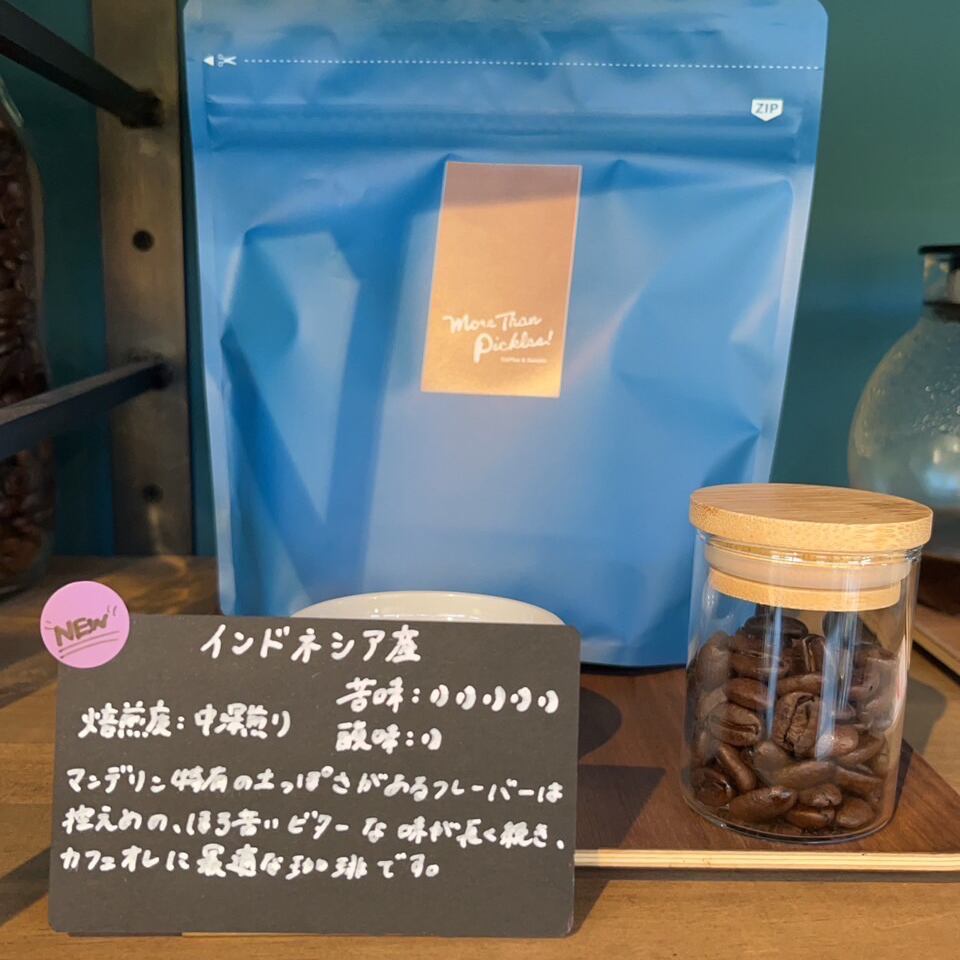 ZIP
More Than
Pickles!
NEW
インドネシア産
焙煎度:中深煎り
苦味:
酸味:
マンデリン特有の土っぽさがあるフレーバーは
控えめの、ほろ苦いビターな味が長く続き、
カフェオレに最適な珈琲です。